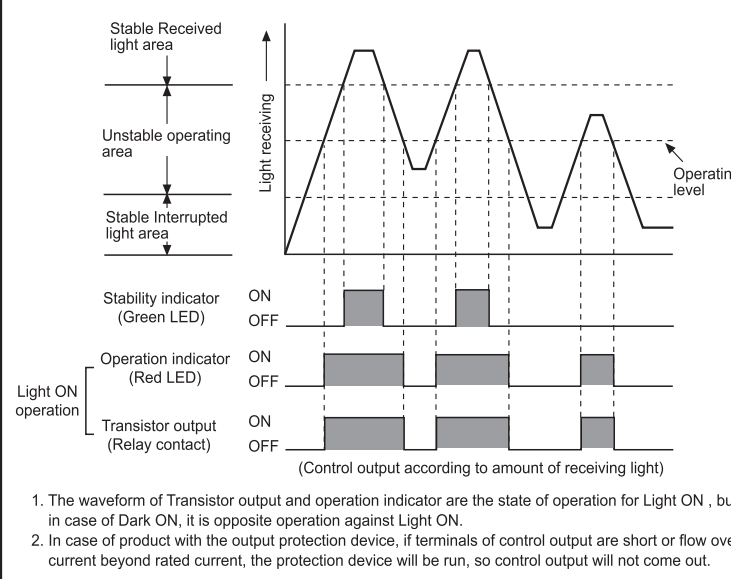 Stable Received
light area
Unstable operating
area
Stable Interrupted
light area
Light receiving
level
Stability indicator
(Green LED)
ON
OFF
Operation indicator
(Red LED)
ON
OFF
Light ON
operation
Transistor output
(Relay contact)
ON
OFF
(Control output according to amount of receiving light)
1. The waveform of Transistor output and operation indicator are the state of operation for Light ON ,
in case of Dark ON, it is opposite operation against Light ON.
2. In case of product with the output protection device, if terminals of control output are short or flow
current beyond rated current, the protection device will be run, so control output will not come out.